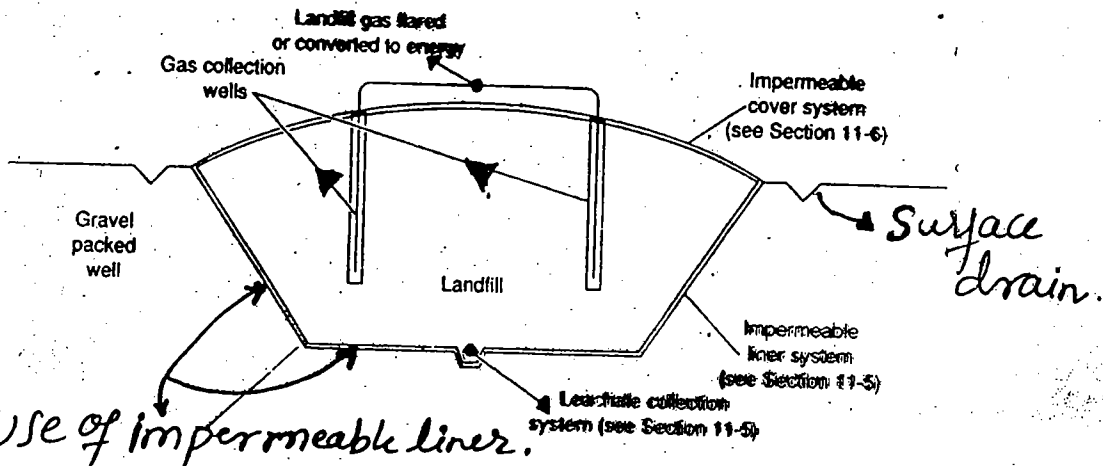 Landfill gas flared
or converted to energy
Gas collection
wells
Impermeable
cover system
(see Section 11-6)
Gravel
packed
well
Surface
drain.
Landfill
Impermeable
liner system
(see Section 11-5)
Leachate collection
system (see Section 11-5)
use of impermeable liner.